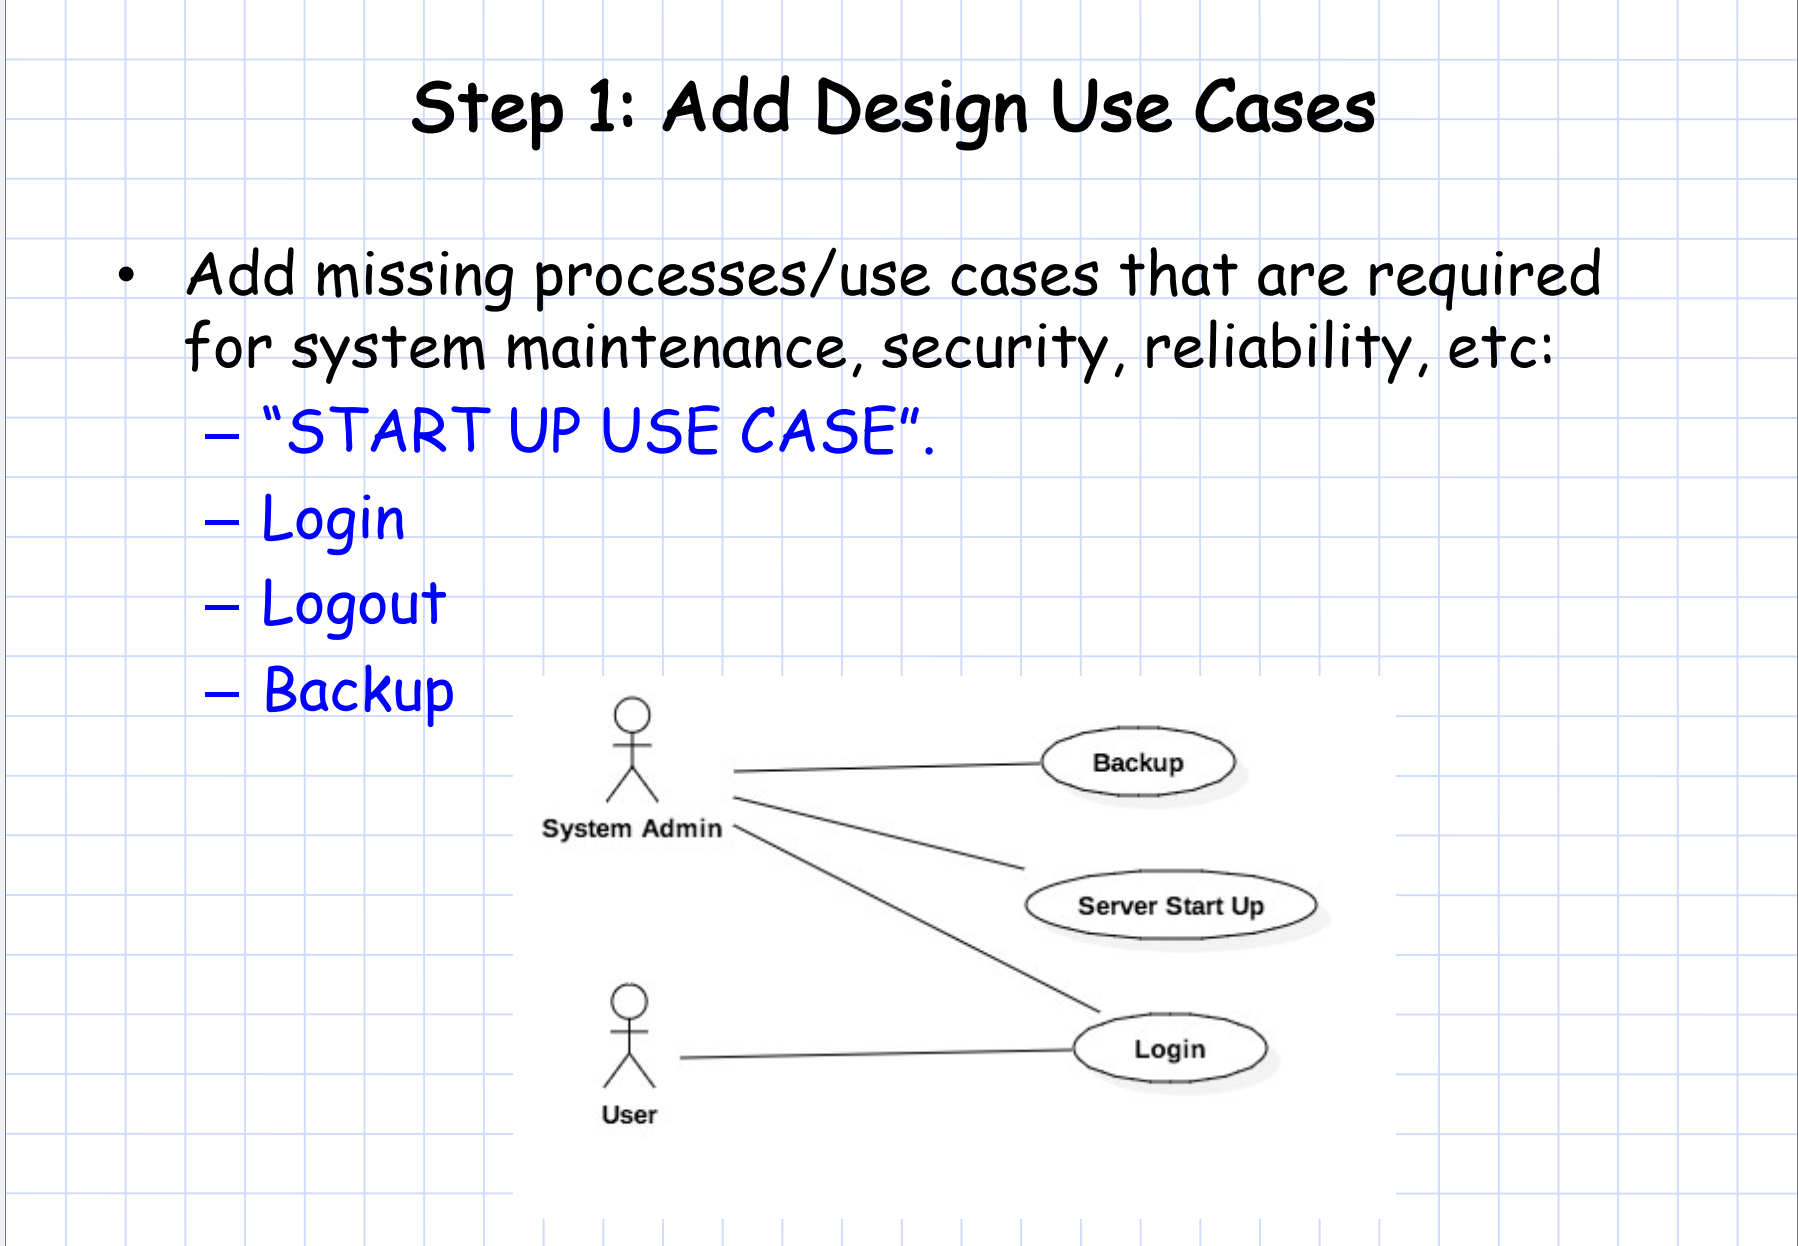 Step 1: Add Design Use Cases
• Add missing processes/use cases that are required
for system maintenance, security, reliability, etc:
– “START UP USE CASE”.
– Login
– Logout
– Backup
Backup
System Admin
Server Start Up
Login
User